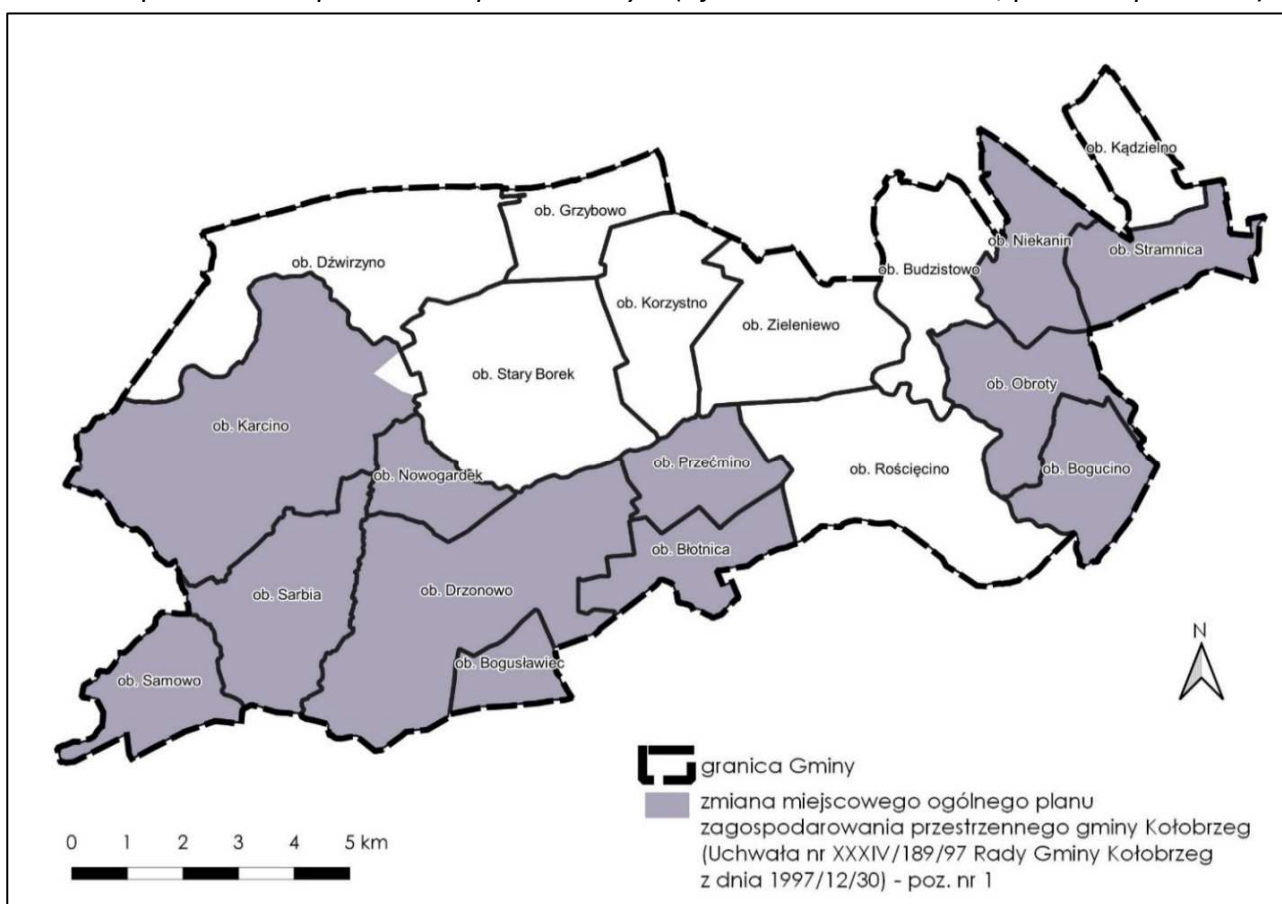 ob. Kądzielno
ob. Grzybowo
ob. Niekanin
ob. Stramnica
ob. Dźwirzyno
ob. Budzistowo
ob. Korzystno
ob. Zieleniewo
ob. Stary Borek
ob. Obroty
ob. Karcino
ob. Nowogardek
ob. Przećmino
ob. Rościęcino
ob. Bogucino
ob. Błotnica
ob. Sarbia
ob. Drzonowo
ob. Bogusławiec
ob. Samowo
N
granica Gminy
zmiana miejscowego ogólnego planu
zagospodarowania przestrzennego gminy Kołobrzeg
(Uchwała nr XXXIV/189/97 Rady Gminy Kołobrzeg
z dnia 1997/12/30) - poz. nr 1
0 1 2 3 4 5 km